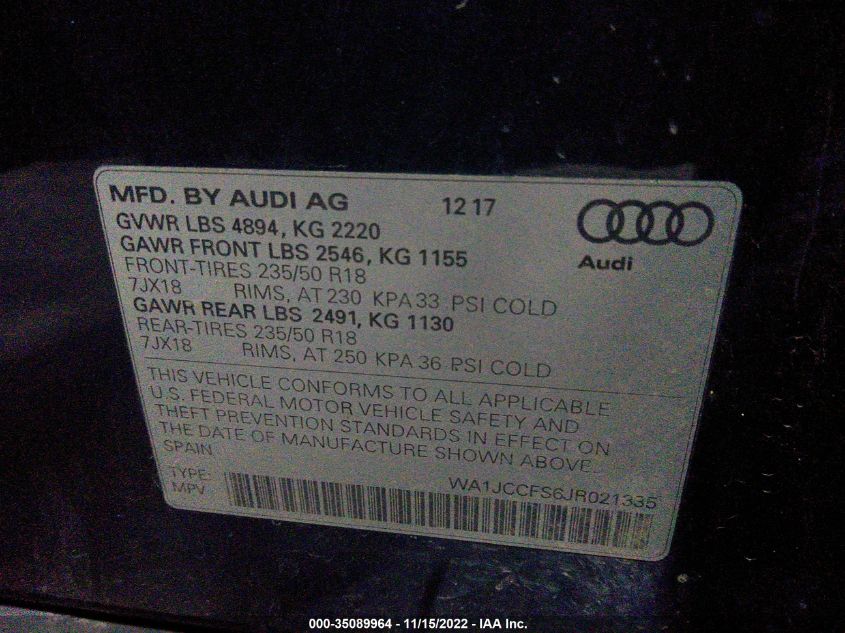 MFD. BY AUDI AG 12 17
GVWR LBS 4894, KG 2220
GAWR FRONT LBS 2546, KG 1155
FRONT-TIRES 235/50 R18
7JX18 RIMS, AT 230 KPA 33 PSI COLD
GAWR REAR LBS 2491, KG 1130
REAR-TIRES 235/50 R18
7JX18 RIMS, AT 250 KPA 36 PSI COLD
Audi
THIS VEHICLE CONFORMS TO ALL APPLICABLE
U.S. FEDERAL MOTOR VEHICLE SAFETY AND
THEFT PREVENTION STANDARDS IN EFFECT ON
THE DATE OF MANUFACTURE SHOWN ABOVE.
SPAIN
TYPE:
MPV
WA1JCCFS6JR021335
000-35089964 - 11/15/2022 - IAA Inc.